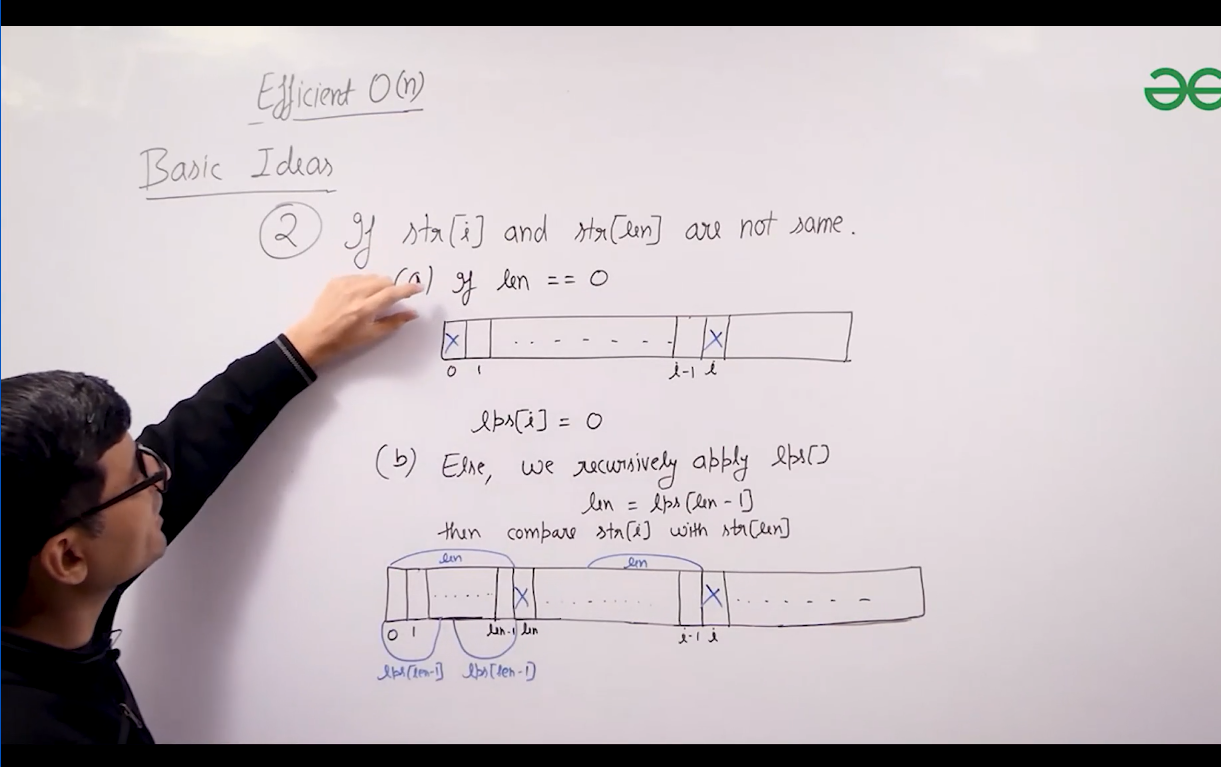 Efficient O(n)
Basic Ideas
2 If str[i] and str[len] are not same.
(a) If len == 0
X X
0 1 i-1 i
lps[i] = 0
(b) Else, we recursively apply lps()
len = lps[len-1]
then compare str[i] with str[len]
len len
X X
0 1 len-1 len i-1 i
lps[len-1] lps[len-1]